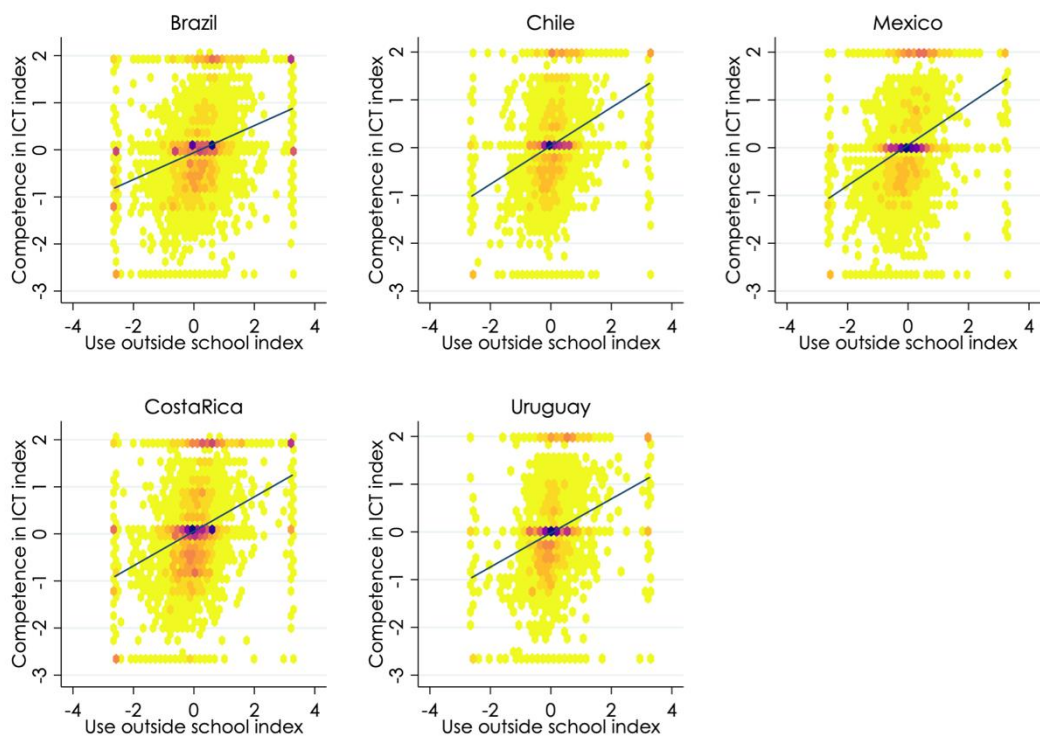 Brazil
Competence in ICT index
2
1
0
-1
-2
-3
-4 -2 0 2 4
Use outside school index
Chile
Competence in ICT index
2
1
0
-1
-2
-3
-4 -2 0 2 4
Use outside school index
Mexico
Competence in ICT index
2
1
0
-1
-2
-3
-4 -2 0 2 4
Use outside school index
CostaRica
Competence in ICT index
2
1
0
-1
-2
-3
-4 -2 0 2 4
Use outside school index
Uruguay
Competence in ICT index
2
1
0
-1
-2
-3
-4 -2 0 2 4
Use outside school index